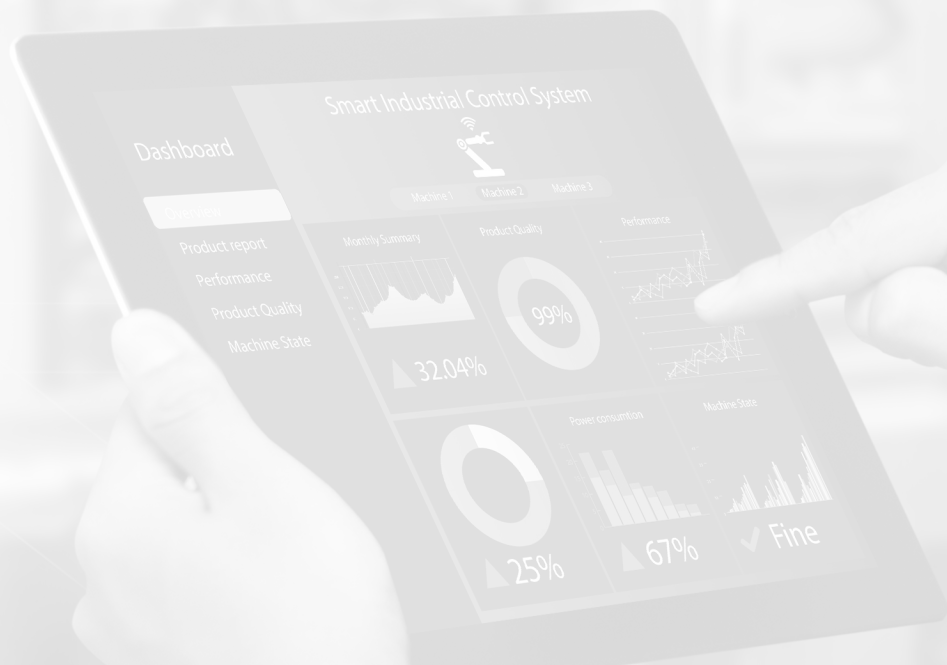 Smart Industrial Control System
Dashboard
Overview
Product report
Performance
Product Quality
Machine State
Machine 1
Machine 2
Machine 3
Monthly Summary
32.04%
Product Quality
99%
Performance
25%
Power consumtion
67%
Machine State
Fine